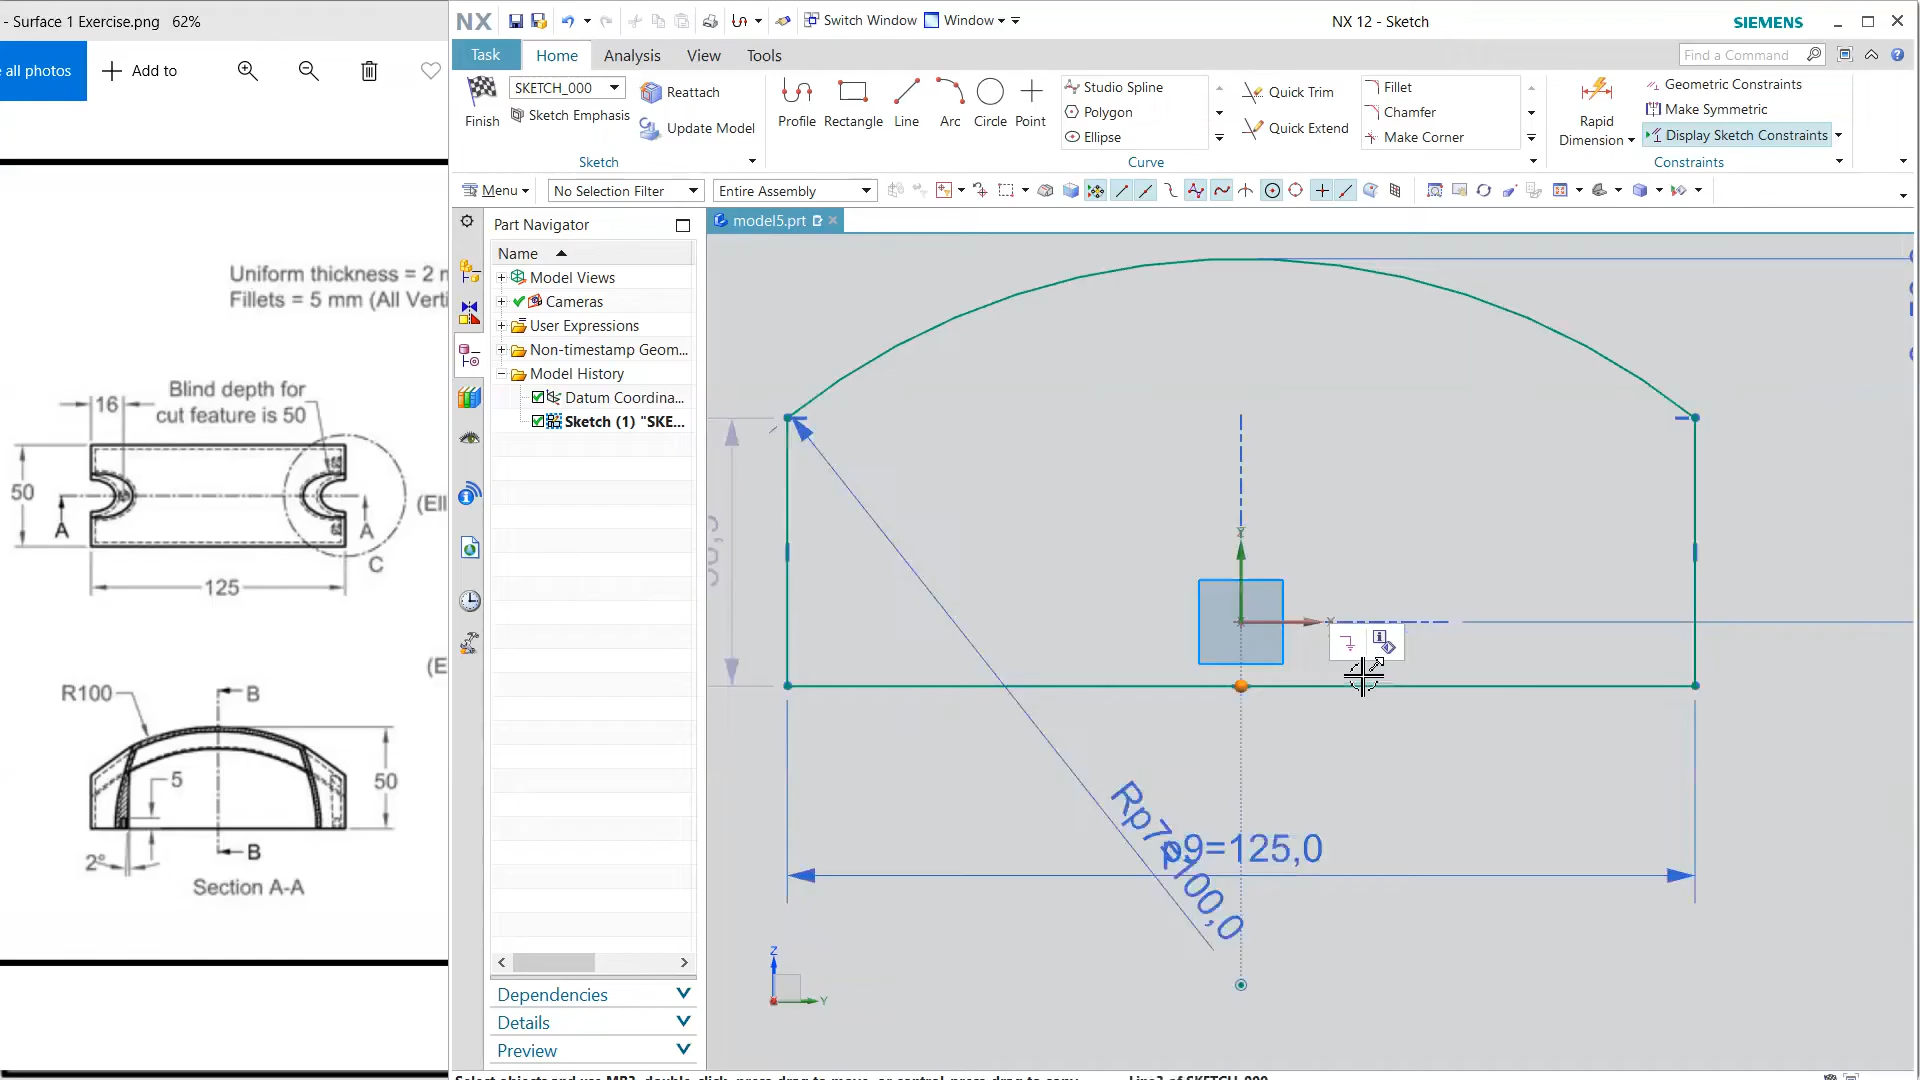 - Surface 1 Exercise.png 62%
e all photos
Add to
Uniform thickness = 2
Fillets = 5 mm (All Verti
16
Blind depth for
cut feature is 50
50
A
A
C
125
(Ell
(E
R100
B
50
5
2°
B
Section A-A
NX
Switch Window
Window
NX 12 - Sketch
SIEMENS
Task
Home
Analysis
View
Tools
Find a Command
Finish
SKETCH_000
Sketch Emphasis
Reattach
Update Model
Sketch
Profile
Rectangle
Line
Arc
Circle
Point
Studio Spline
Polygon
Ellipse
Quick Trim
Quick Extend
Fillet
Chamfer
Make Corner
Curve
Rapid
Dimension
Geometric Constraints
Make Symmetric
Display Sketch Constraints
Constraints
Menu
No Selection Filter
Entire Assembly
Part Navigator
model5.prt
Name
Model Views
Cameras
User Expressions
Non-timestamp Geom...
Model History
Datum Coordina...
Sketch (1) "SKE...
Dependencies
Details
Preview
Y
X
p9=125,0
Z
Y
Select objects and use MB3, double-click, press-drag to move, or control-press-drag to copy
Line3 of SKETCH_000